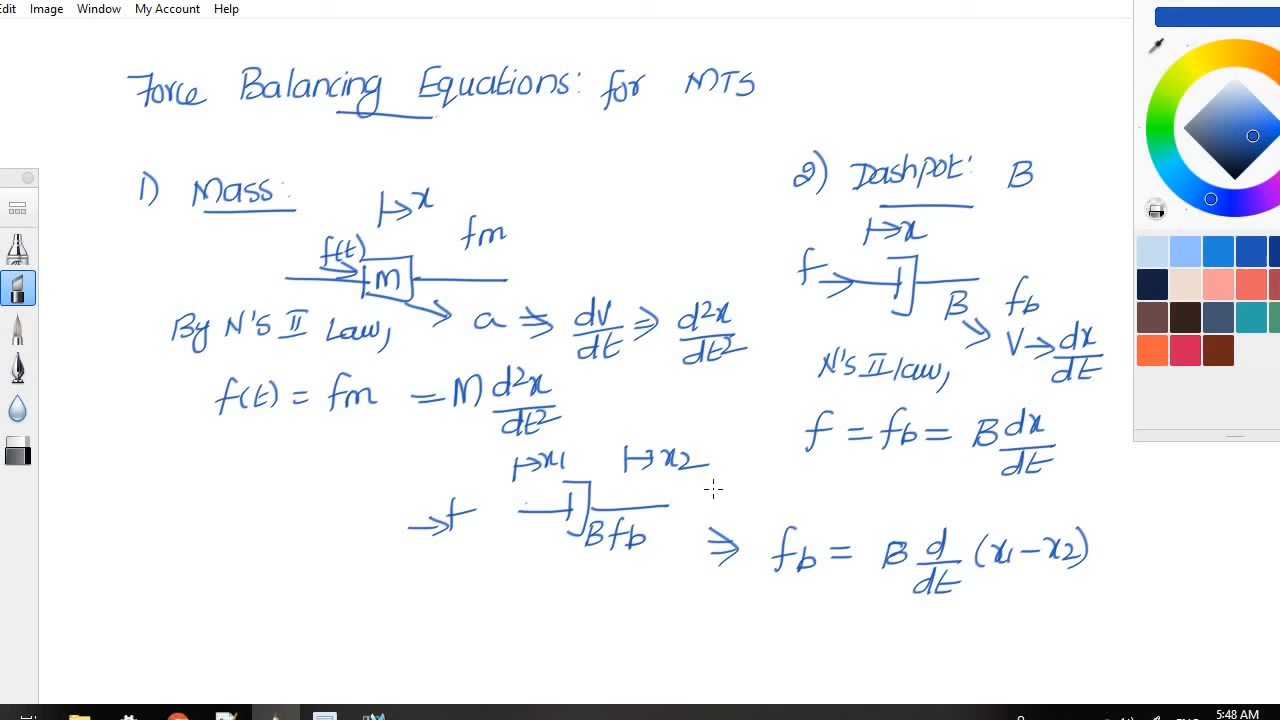 Edit Image Window My Account Help
Force Balancing Equations: for MTS
1) Mass:
x
f(t)
M
fm
By N'S II Law,
a ⇒ dv/dt ⇒ d²x/dt²
f(t) = fm = M d²x/dt²
2) Dashpot: B
x
f
B
fb
V → dx/dt
N's II law,
f = fb = B dx/dt
x1 x2
→ f
B fb
⇒ fb = B d/dt (x1 - x2)
5:48 AM